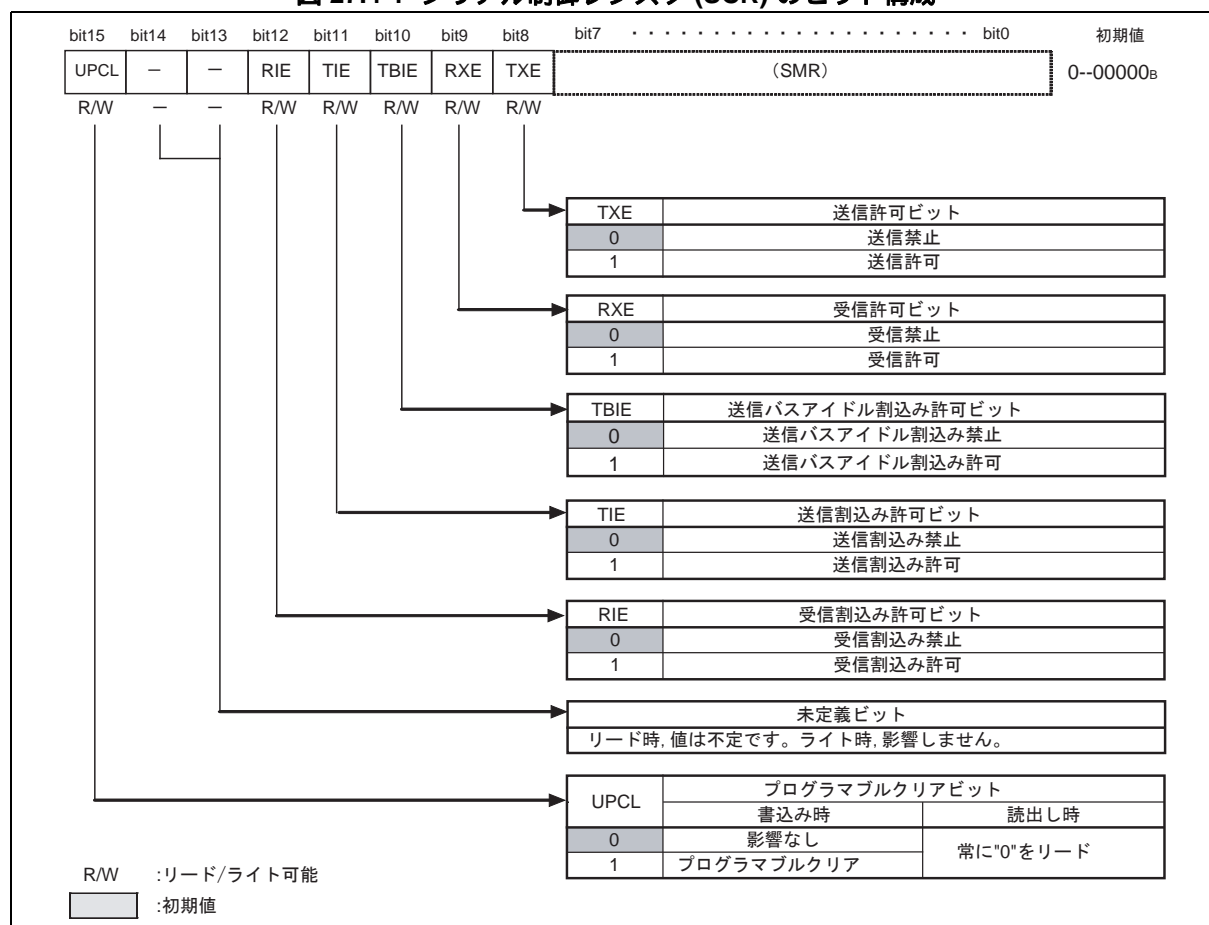 bit15 bit14 bit13 bit12 bit11 bit10 bit9 bit8 bit7 ・・・・・・・・・・・・・・・・・・・・・ bit0 初期値
UPCL － － RIE TIE TBIE RXE TXE (SMR) 0--00000B
R/W － － R/W R/W R/W R/W R/W
TXE 送信許可ビット
0 送信禁止
1 送信許可
RXE 受信許可ビット
0 受信禁止
1 受信許可
TBIE 送信バスアイドル割込み許可ビット
0 送信バスアイドル割込み禁止
1 送信バスアイドル割込み許可
TIE 送信割込み許可ビット
0 送信割込み禁止
1 送信割込み許可
RIE 受信割込み許可ビット
0 受信割込み禁止
1 受信割込み許可
未定義ビット
リード時, 値は不定です。ライト時, 影響しません。
UPCL プログラマブルクリアビット
書込み時 読出し時
0 影響なし 常に"0"をリード
1 プログラマブルクリア
R/W :リード/ライト可能
:初期値